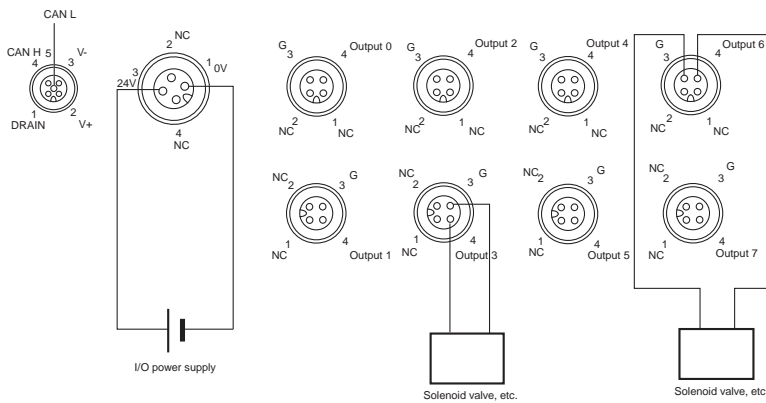 CAN L
CAN H 5 V-
4 3
1 2
DRAIN V+
NC
2
3 1 0V
24V
4
NC
I/O power supply
G 4 Output 0
3
2 1
NC NC
G 4 Output 2
3
2 1
NC NC
G 4 Output 4
3
2 1
NC NC
G 4 Output 6
3
2 1
NC NC
NC 2 3 G
1 4
NC Output 1
NC 2 3 G
1 4
NC Output 3
NC 2 3 G
1 4
NC Output 5
NC 2 3 G
1 4
NC Output 7
Solenoid valve, etc.
Solenoid valve, etc